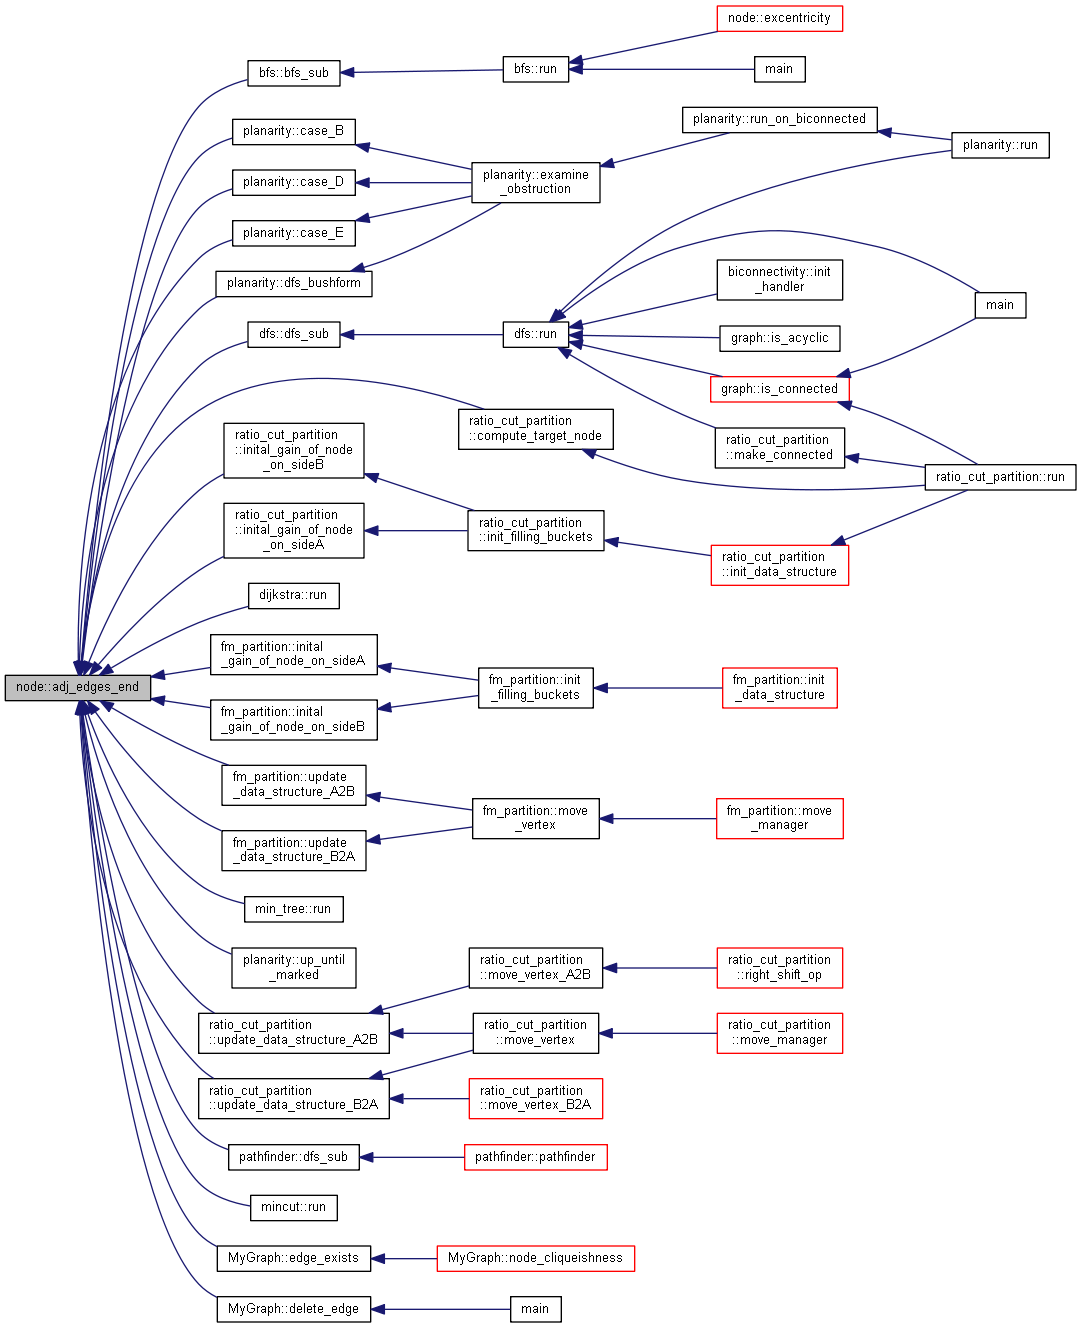 node::excentricity
bfs::bfs_sub
bfs::run
main
planarity::case_B
planarity::run_on_biconnected
planarity::run
planarity::case_D
planarity::examine
_obstruction
planarity::case_E
planarity::dfs_bushform
biconnectivity::init
_handler
main
dfs::dfs_sub
dfs::run
graph::is_acyclic
graph::is_connected
ratio_cut_partition
::compute_target_node
ratio_cut_partition
::make_connected
ratio_cut_partition
::inital_gain_of_node
_on_sideB
ratio_cut_partition::run
ratio_cut_partition
::inital_gain_of_node
_on_sideA
ratio_cut_partition
::init_filling_buckets
ratio_cut_partition
::init_data_structure
dijkstra::run
fm_partition::inital
_gain_of_node_on_sideA
node::adj_edges_end
fm_partition::init
_filling_buckets
fm_partition::init
_data_structure
fm_partition::inital
_gain_of_node_on_sideB
fm_partition::update
_data_structure_A2B
fm_partition::move
_vertex
fm_partition::move
_manager
fm_partition::update
_data_structure_B2A
min_tree::run
planarity::up_until
_marked
ratio_cut_partition
::move_vertex_A2B
ratio_cut_partition
::right_shift_op
ratio_cut_partition
::update_data_structure_A2B
ratio_cut_partition
::move_vertex
ratio_cut_partition
::move_manager
ratio_cut_partition
::update_data_structure_B2A
ratio_cut_partition
::move_vertex_B2A
pathfinder::dfs_sub
pathfinder::pathfinder
mincut::run
MyGraph::edge_exists
MyGraph::node_cliqueishness
MyGraph::delete_edge
main